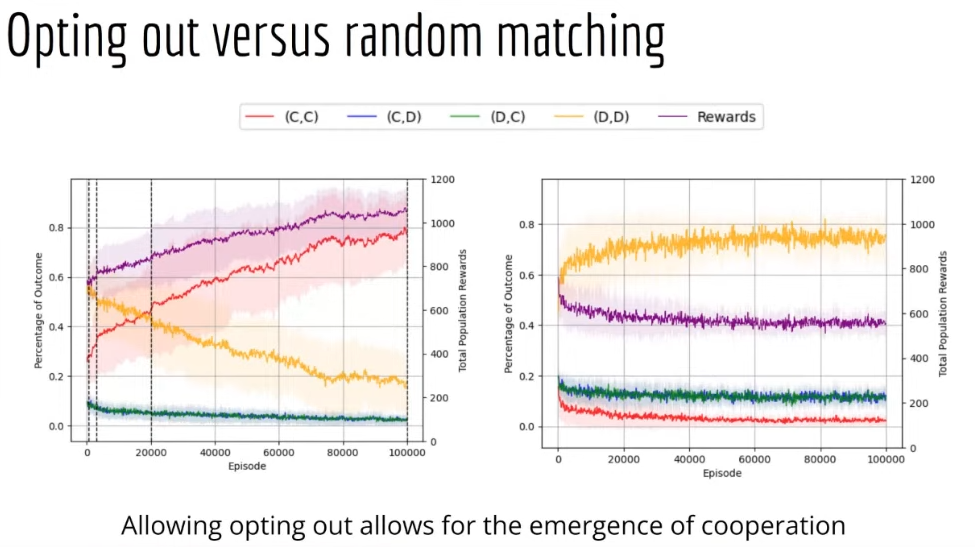 Opting out versus random matching
(C,C) (C,D) (D,C) (D,D) Rewards
Percentage of Outcome
0.8
0.6
0.4
0.2
0.0
0 20000 40000 60000 80000 100000
Episode
1200
1000
800
600
400
200
0
Total Population Rewards
Percentage of Outcome
0.8
0.6
0.4
0.2
0.0
0 20000 40000 60000 80000 100000
Episode
1200
1000
800
600
400
200
0
Total Population Rewards
Allowing opting out allows for the emergence of cooperation